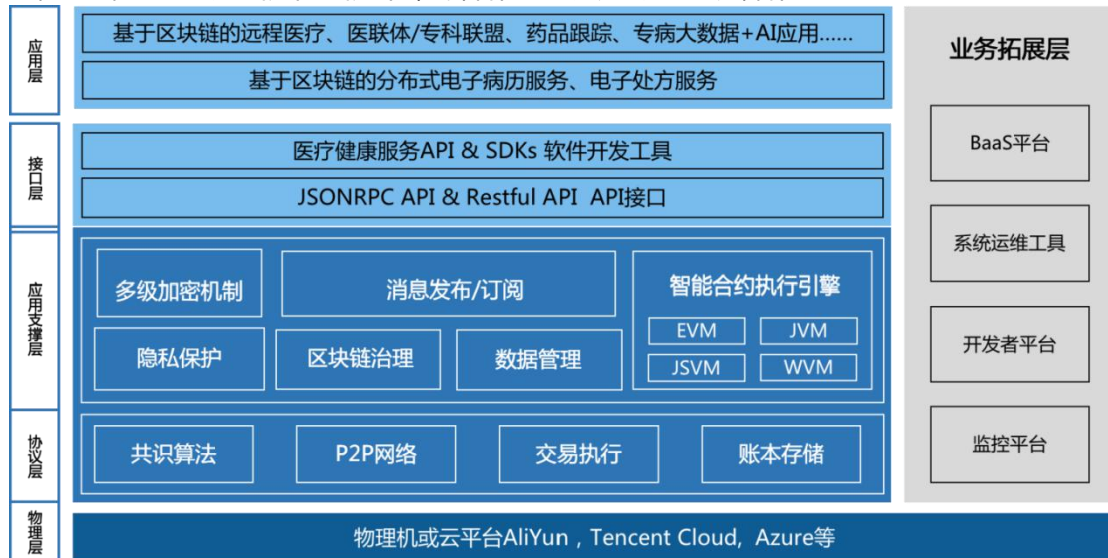 应用层
基于区块链的远程医疗、医联体/专科联盟、药品跟踪、专病大数据+AI应用......
基于区块链的分布式电子病历服务、电子处方服务
接口层
医疗健康服务API & SDKs 软件开发工具
JSONRPC API & Restful API API接口
应用支撑层
多级加密机制
消息发布/订阅
智能合约执行引擎
EVM
JVM
JSVM
WVM
隐私保护
区块链治理
数据管理
协议层
共识算法
P2P网络
交易执行
账本存储
物理层
物理机或云平台AliYun , Tencent Cloud, Azure等
业务拓展层
BaaS平台
系统运维工具
开发者平台
监控平台